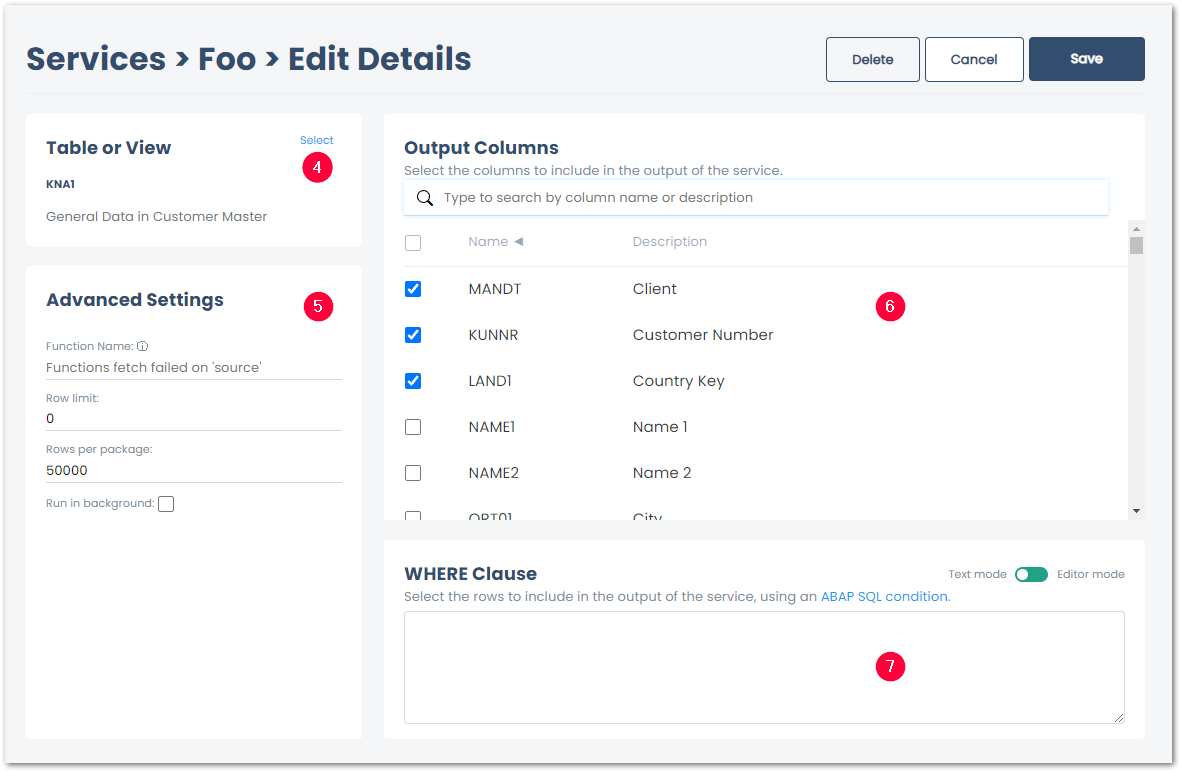 Services > Foo > Edit Details
Delete
Cancel
Save
Table or View
Select
4
KNA1
General Data in Customer Master
Advanced Settings
5
Function Name:
Functions fetch failed on 'source'
Row limit:
0
Rows per package:
50000
Run in background:
Output Columns
Select the columns to include in the output of the service.
Type to search by column name or description
Name Description
MANDT Client
6
KUNNR Customer Number
LAND1 Country Key
NAME1 Name 1
NAME2 Name 2
ORT01 City
WHERE Clause
Text mode Editor mode
Select the rows to include in the output of the service, using an ABAP SQL condition.
7